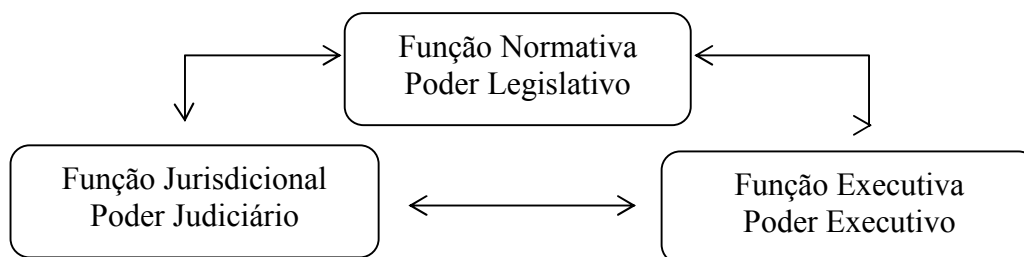 Função Normativa
Poder Legislativo
Função Jurisdicional
Poder Judiciário
Função Executiva
Poder Executivo